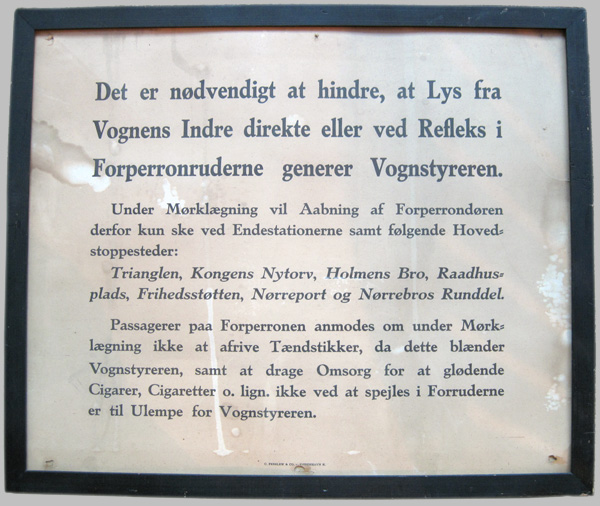 Det er nødvendigt at hindre, at Lys fra
Vognens Indre direkte eller ved Refleks i
Forperronruderne generer Vognstyreren.
Under Mørklægning vil Aabning af Forperrondøren
derfor kun ske ved Endestationerne samt følgende Hoved-
stoppesteder:
Trianglen, Kongens Nytorv, Holmens Bro, Raadhus-
plads, Frihedsstøtten, Nørreport og Nørrebros Runddel.
Passagerer paa Forperronen anmodes om under Mørk-
lægning ikke at afrive Tændstikker, da dette blænder
Vognstyreren, samt at drage Omsorg for at glødende
Cigarer, Cigaretter o. lign. ikke ved at spejles i Forruderne
er til Ulempe for Vognstyreren.